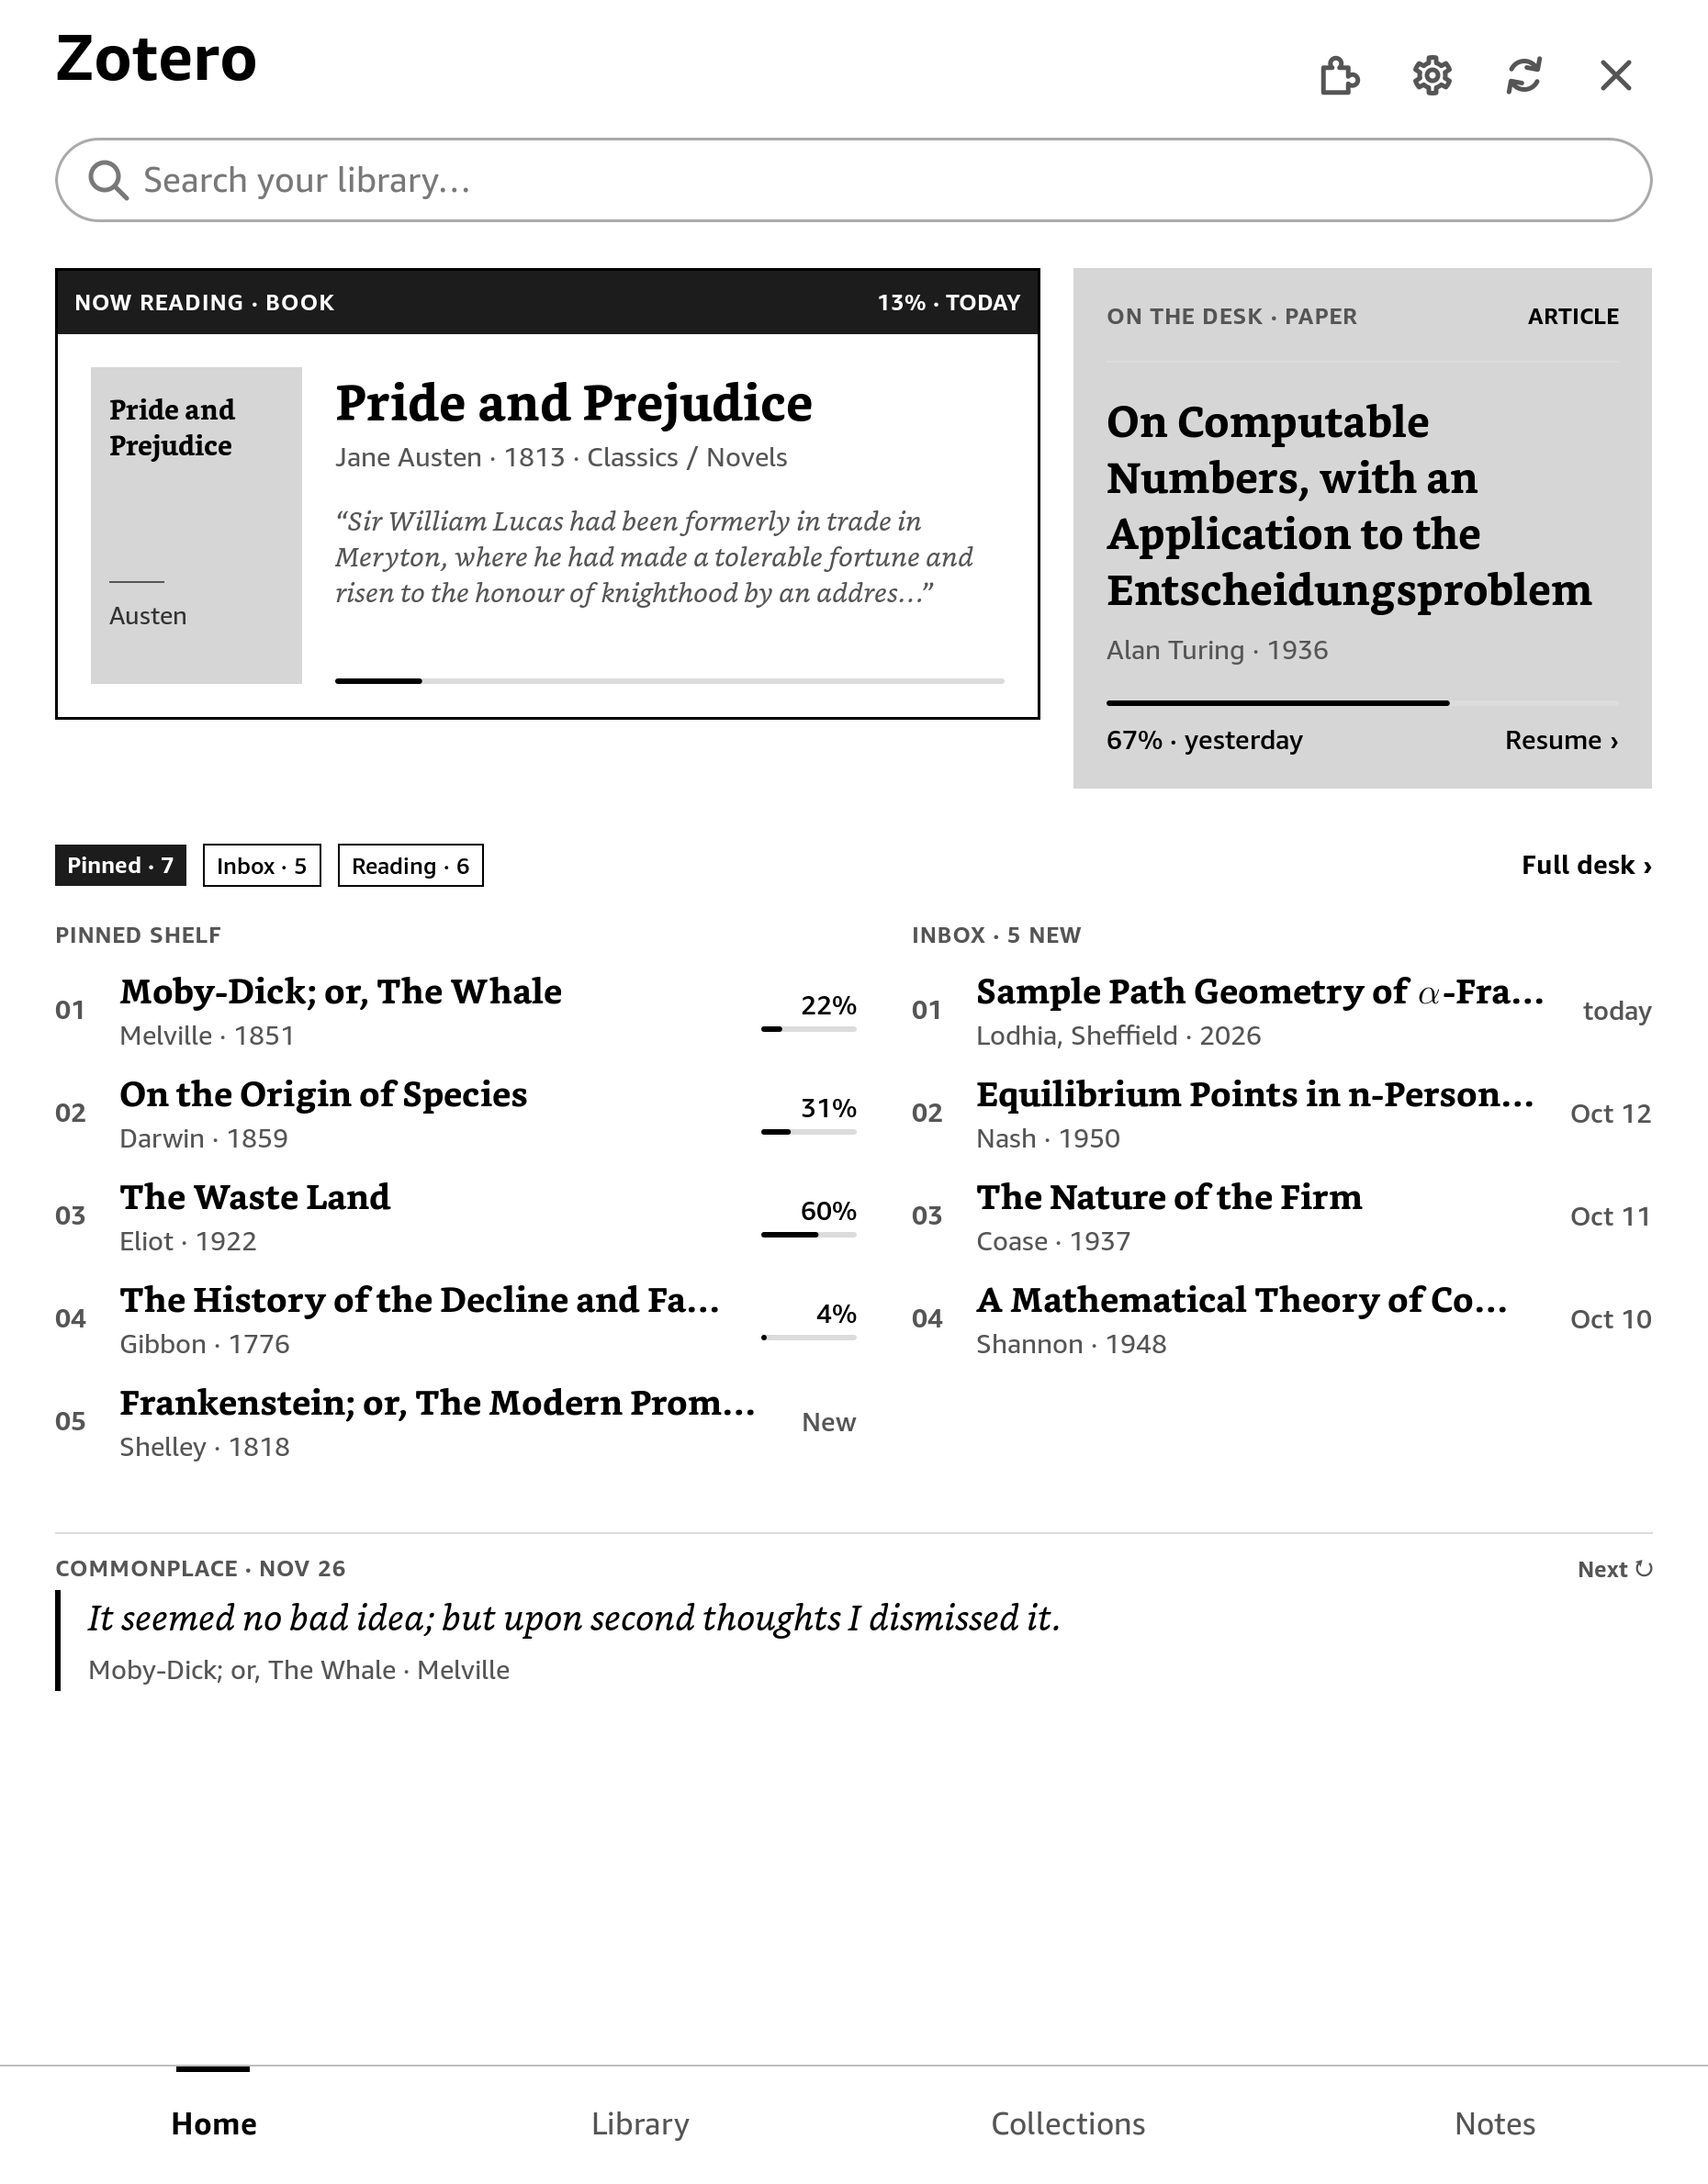 Zotero
Search your library…
NOW READING · BOOK
13% · TODAY
Pride and
Prejudice
Austen
Pride and Prejudice
Jane Austen · 1813 · Classics / Novels
“Sir William Lucas had been formerly in trade in
Meryton, where he had made a tolerable fortune and
risen to the honour of knighthood by an addres…”
ON THE DESK · PAPER
ARTICLE
On Computable
Numbers, with an
Application to the
Entscheidungsproblem
Alan Turing · 1936
67% · yesterday
Resume ›
Pinned · 7
Inbox · 5
Reading · 6
Full desk ›
PINNED SHELF
01
Moby-Dick; or, The Whale
Melville · 1851
22%
02
On the Origin of Species
Darwin · 1859
31%
03
The Waste Land
Eliot · 1922
60%
04
The History of the Decline and Fa…
Gibbon · 1776
4%
05
Frankenstein; or, The Modern Prom…
Shelley · 1818
New
INBOX · 5 NEW
01
Sample Path Geometry of α-Fra…
Lodhia, Sheffield · 2026
today
02
Equilibrium Points in n-Person…
Nash · 1950
Oct 12
03
The Nature of the Firm
Coase · 1937
Oct 11
04
A Mathematical Theory of Co…
Shannon · 1948
Oct 10
COMMONPLACE · NOV 26
Next ↻
It seemed no bad idea; but upon second thoughts I dismissed it.
Moby-Dick; or, The Whale · Melville
Home
Library
Collections
Notes